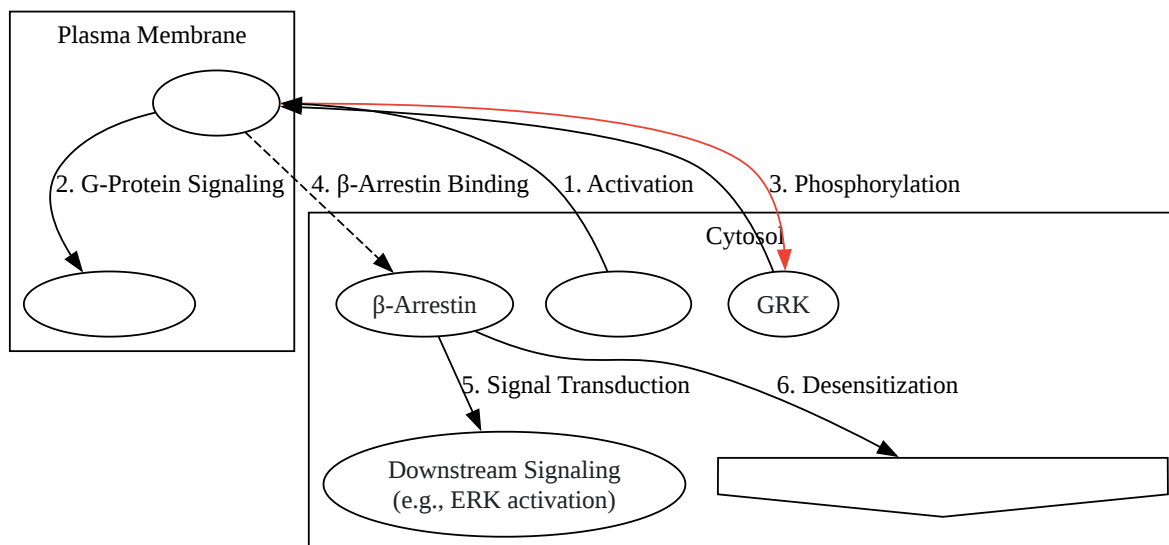 Plasma Membrane
2. G-Protein Signaling
4. β-Arrestin Binding
1. Activation
3. Phosphorylation
Cytosol
β-Arrestin
GRK
5. Signal Transduction
6. Desensitization
Downstream Signaling
(e.g., ERK activation)